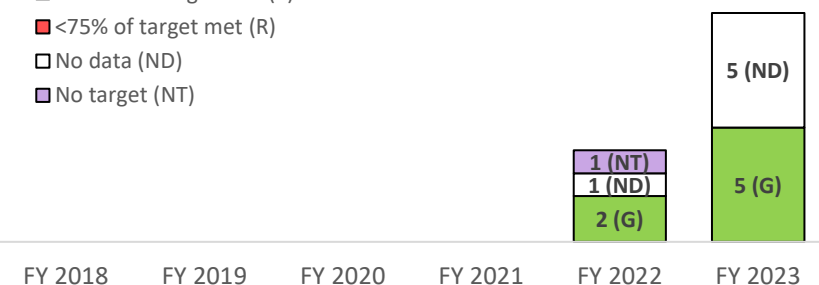 <75% of target met (R)
No data (ND)
No target (NT)
5 (ND)
1 (NT)
1 (ND)
5 (G)
2 (G)
FY 2018 FY 2019 FY 2020 FY 2021 FY 2022 FY 2023